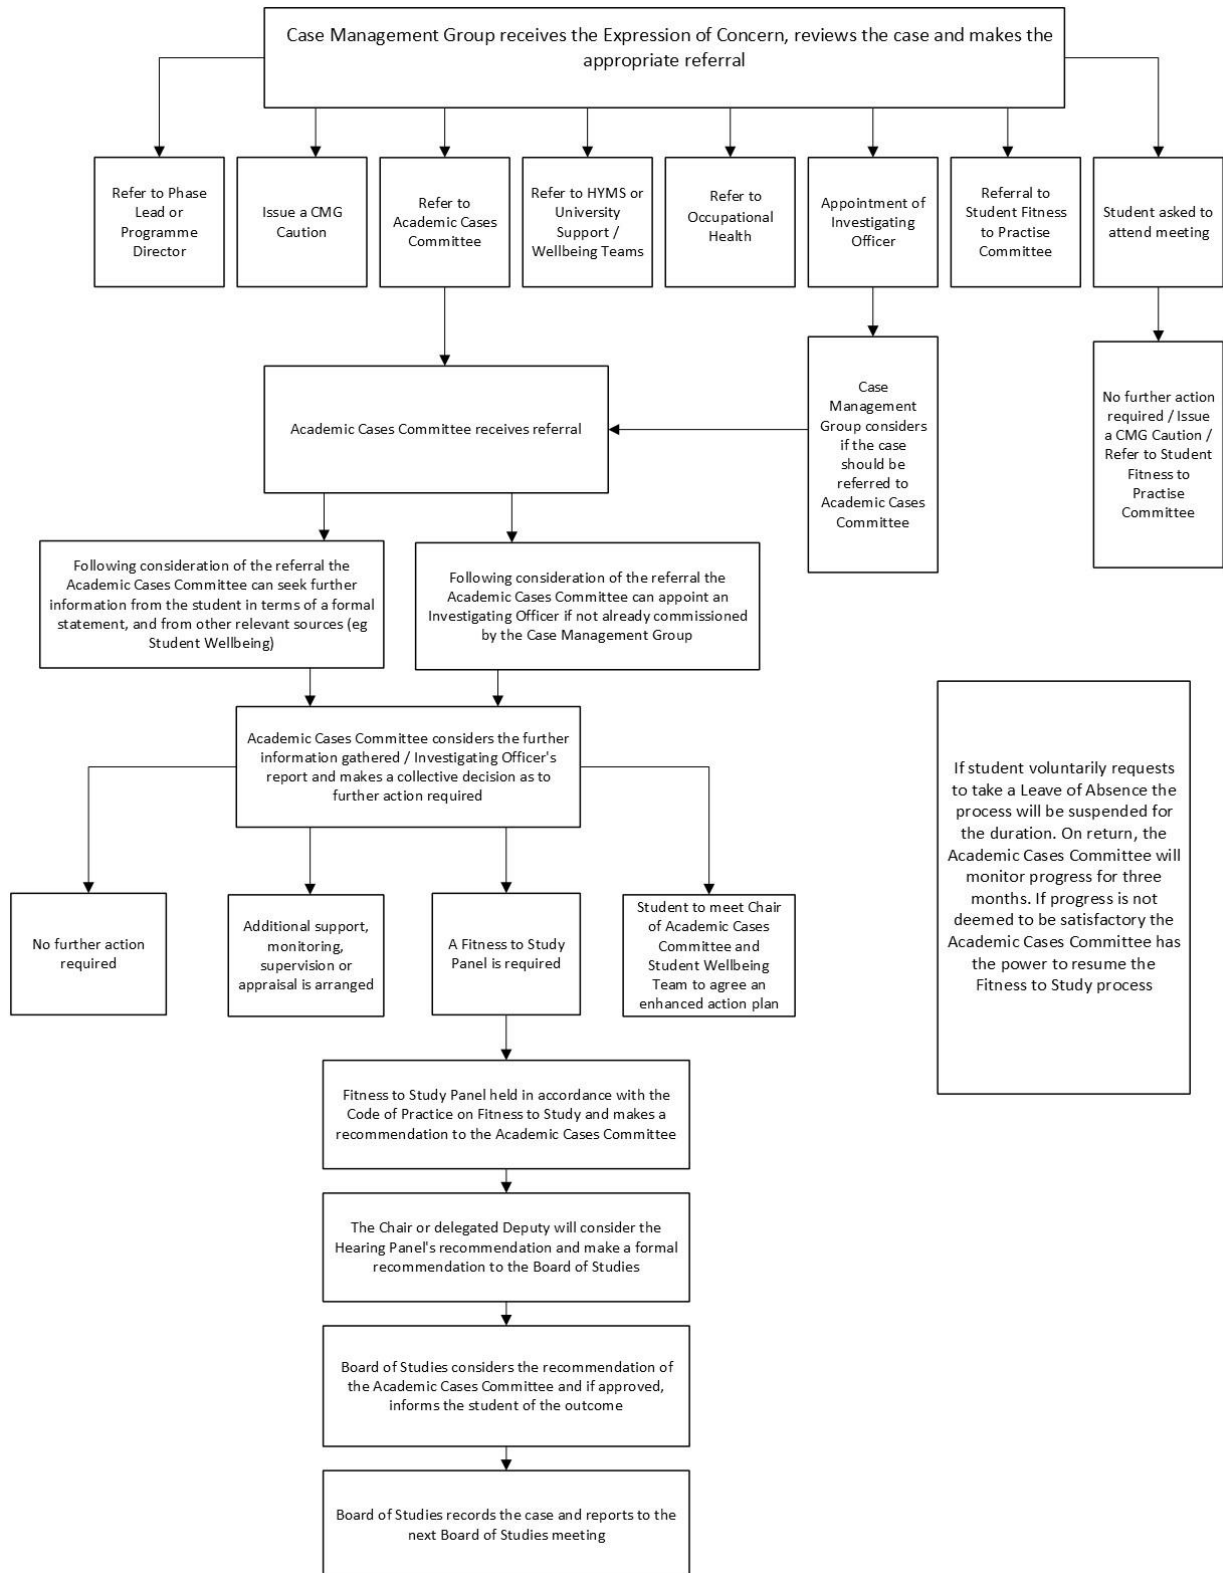 Case Management Group receives the Expression of Concern, reviews the case and makes the
appropriate referral
Refer to Phase
Lead or
Programme
Director
Issue a CMG
Caution
Refer to
Academic Cases
Committee
Refer to HYMS or
University
Support /
Wellbeing Teams
Refer to
Occupational
Health
Appointment of
Investigating
Officer
Referral to
Student Fitness
to Practise
Committee
Student asked to
attend meeting
Academic Cases Committee receives referral
Case
Management
Group considers
if the case
should be
referred to
Academic Cases
Committee
No further action
required / Issue
a CMG Caution /
Refer to Student
Fitness to
Practise
Committee
Following consideration of the referral the
Academic Cases Committee can seek further
information from the student in terms of a formal
statement, and from other relevant sources (eg
Student Wellbeing)
Following consideration of the referral the
Academic Cases Committee can appoint an
Investigating Officer if not already commissioned
by the Case Management Group
Academic Cases Committee considers the further
information gathered / Investigating Officer's
report and makes a collective decision as to
further action required
If student voluntarily requests
to take a Leave of Absence the
process will be suspended for
the duration. On return, the
Academic Cases Committee will
monitor progress for three
months. If progress is not
deemed to be satisfactory the
Academic Cases Committee has
the power to resume the
Fitness to Study process
No further action
required
Additional support,
monitoring,
supervision or
appraisal is arranged
A Fitness to Study
Panel is required
Student to meet Chair
of Academic Cases
Committee and
Student Wellbeing
Team to agree an
enhanced action plan
Fitness to Study Panel held in accordance with the
Code of Practice on Fitness to Study and makes a
recommendation to the Academic Cases Committee
The Chair or delegated Deputy will consider the
Hearing Panel's recommendation and make a formal
recommendation to the Board of Studies
Board of Studies considers the recommendation of
the Academic Cases Committee and if approved,
informs the student of the outcome
Board of Studies records the case and reports to the
next Board of Studies meeting